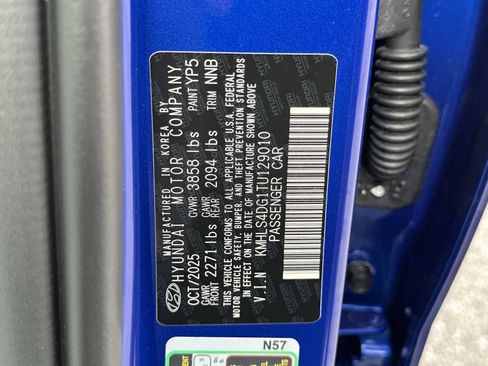 MANUFACTURED IN KOREA BY
HYUNDAI MOTOR COMPANY
OCT/2025 GVWR 3858 lbs PAINT YP5
GAWR FRONT 2271 lbs GAWR REAR 2094 lbs TRIM NNB
THIS VEHICLE CONFORMS TO ALL APPLICABLE U.S.A. FEDERAL
MOTOR VEHICLE SAFETY, BUMPER, AND THEFT PREVENTION STANDARDS
IN EFFECT ON THE DATE OF MANUFACTURE SHOWN ABOVE
V.I.N KMHLS4DG1TU129010
PASSENGER CAR
N57